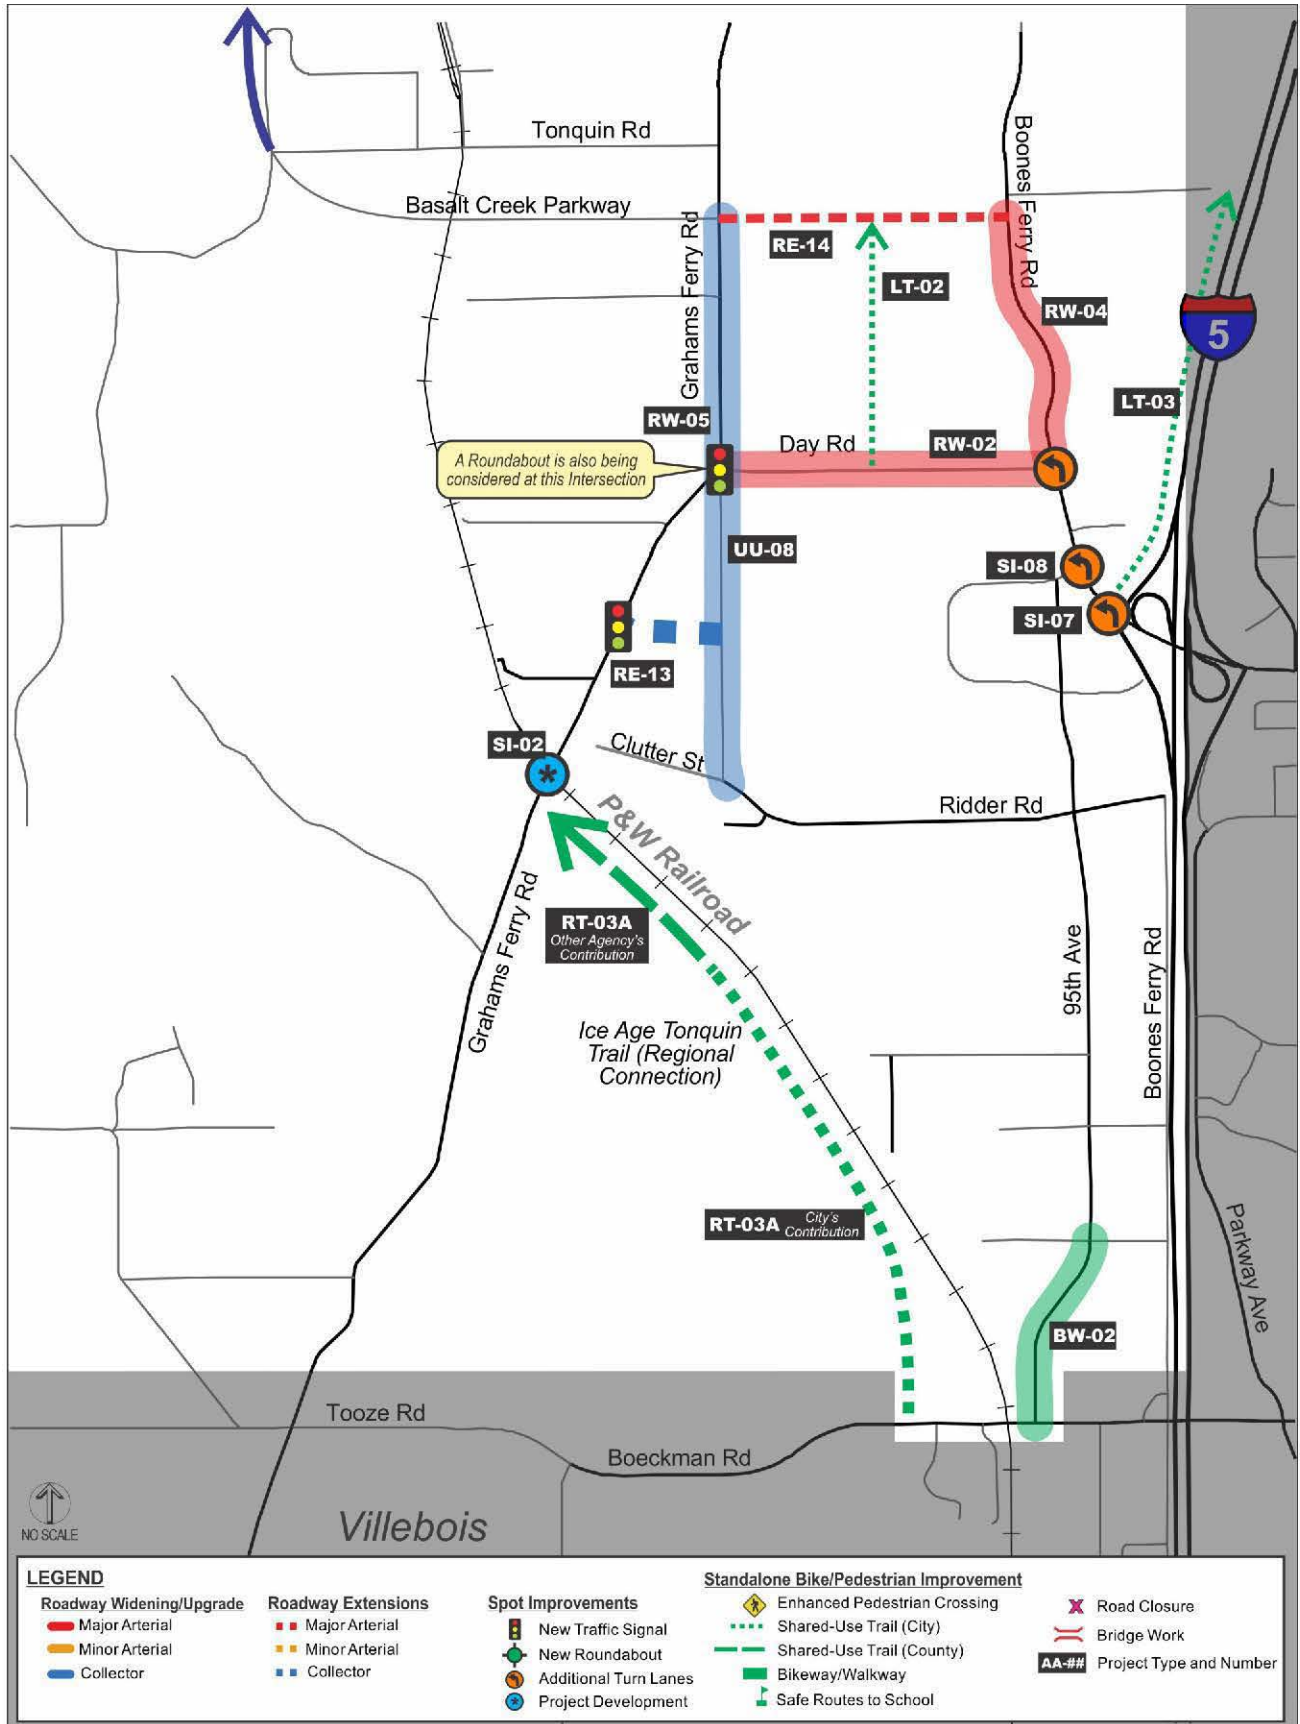 Tonquin Rd
Boones Ferry Rd
Basalt Creek Parkway
Grahams Ferry Rd
RE-14
LT-02
RW-04
5
LT-03
RW-05
Day Rd
RW-02
A Roundabout is also being
considered at this Intersection
UU-08
SI-08
SI-07
RE-13
SI-02
Clutter St
P&W Railroad
Ridder Rd
Grahams Ferry Rd
RT-03A
Other Agency's
Contribution
95th Ave
Boones Ferry Rd
Ice Age Tonquin
Trail (Regional
Connection)
RT-03A City's
Contribution
Parkway Ave
BW-02
Tooze Rd
Boeckman Rd
NO SCALE
Villebois
LEGEND
Roadway Widening/Upgrade
Major Arterial
Minor Arterial
Collector
Roadway Extensions
Major Arterial
Minor Arterial
Collector
Spot Improvements
New Traffic Signal
New Roundabout
Additional Turn Lanes
Project Development
Standalone Bike/Pedestrian Improvement
Enhanced Pedestrian Crossing
Shared-Use Trail (City)
Shared-Use Trail (County)
Bikeway/Walkway
Safe Routes to School
Road Closure
Bridge Work
AA-## Project Type and Number